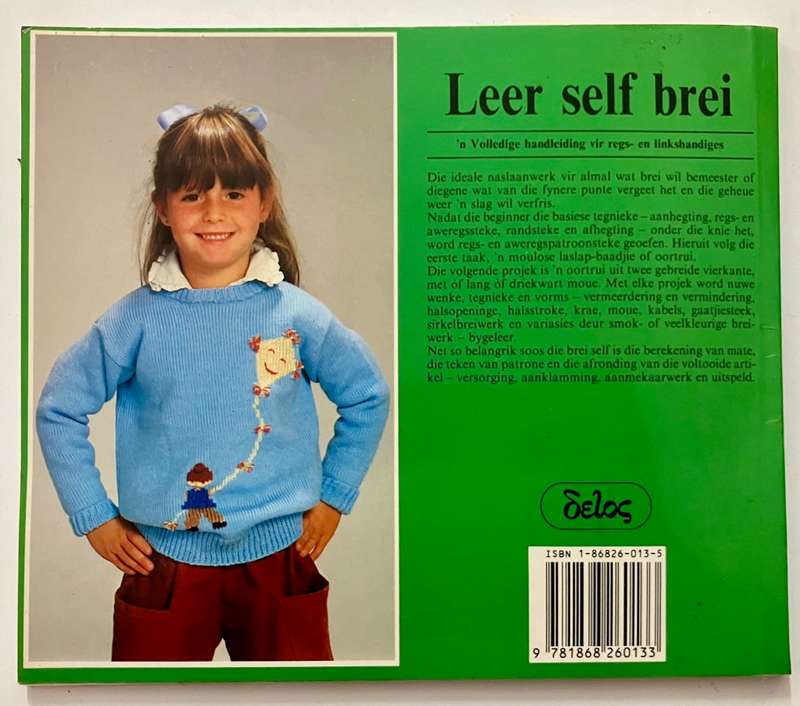 Leer self brei
'n Volledige handleiding vir regs- en linkshandiges
Die ideale naslaanwerk vir almal wat brei wil bemeester of
diegene wat van die fynere punte vergeet het en die geheue
weer 'n slag wil verfris.
Nadat die beginner die basiese tegnieke – aanhegting, regs- en
aweregssteke, randsteke en afhegting – onder die knie het,
word regs- en aweregspatroonsteke geoefen. Hieruit volg die
eerste taak, 'n moulose laslap-baadjie of oortrui.
Die volgende projek is 'n oortrui uit twee gebreide vierkante,
met of lang of driekwart moue. Met elke projek word nuwe
wenke, tegnieke en vorms – vermeerdering en vermindering,
halsopeninge, halsstroke, krae, moue, kabels, gaatjiesteek,
sirkelbreiwerk en variasies deur smok- of veelkleurige brei-
werk – bygeleer.
Net so belangrik soos die brei self is die berekening van mate,
die teken van patrone en die afronding van die voltooide arti-
kel – versorging, aanklamming, aanmekaarwerk en uitspeld.
δελος
ISBN 1-86826-013-5
9 781868 260133